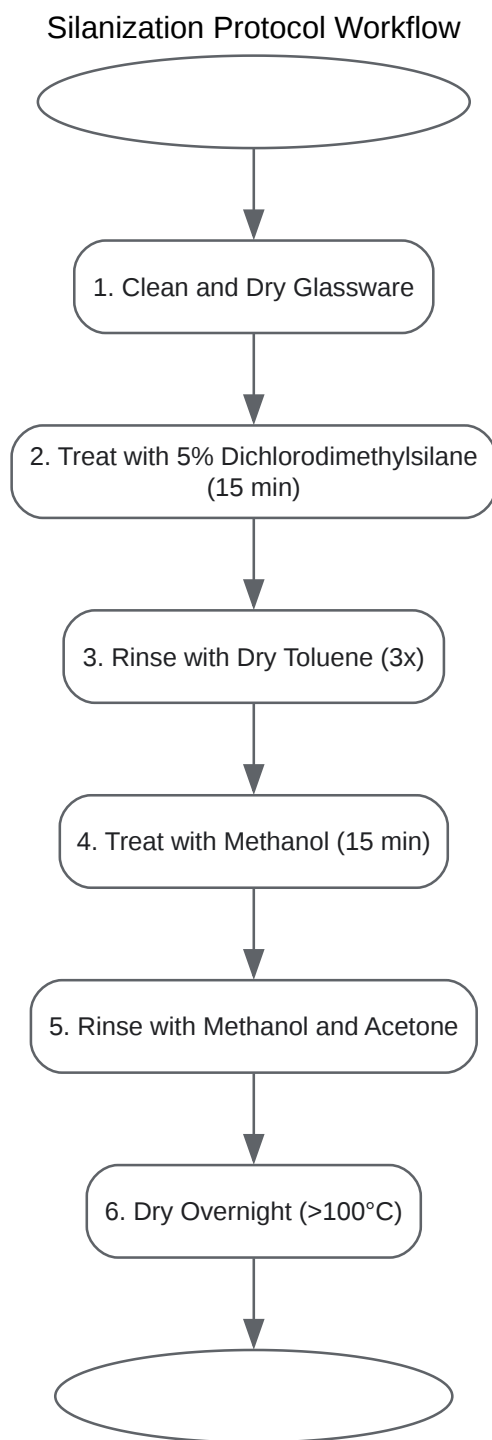 Silanization Protocol Workflow
1. Clean and Dry Glassware
2. Treat with 5% Dichlorodimethylsilane
(15 min)
3. Rinse with Dry Toluene (3x)
4. Treat with Methanol (15 min)
5. Rinse with Methanol and Acetone
6. Dry Overnight (>100°C)